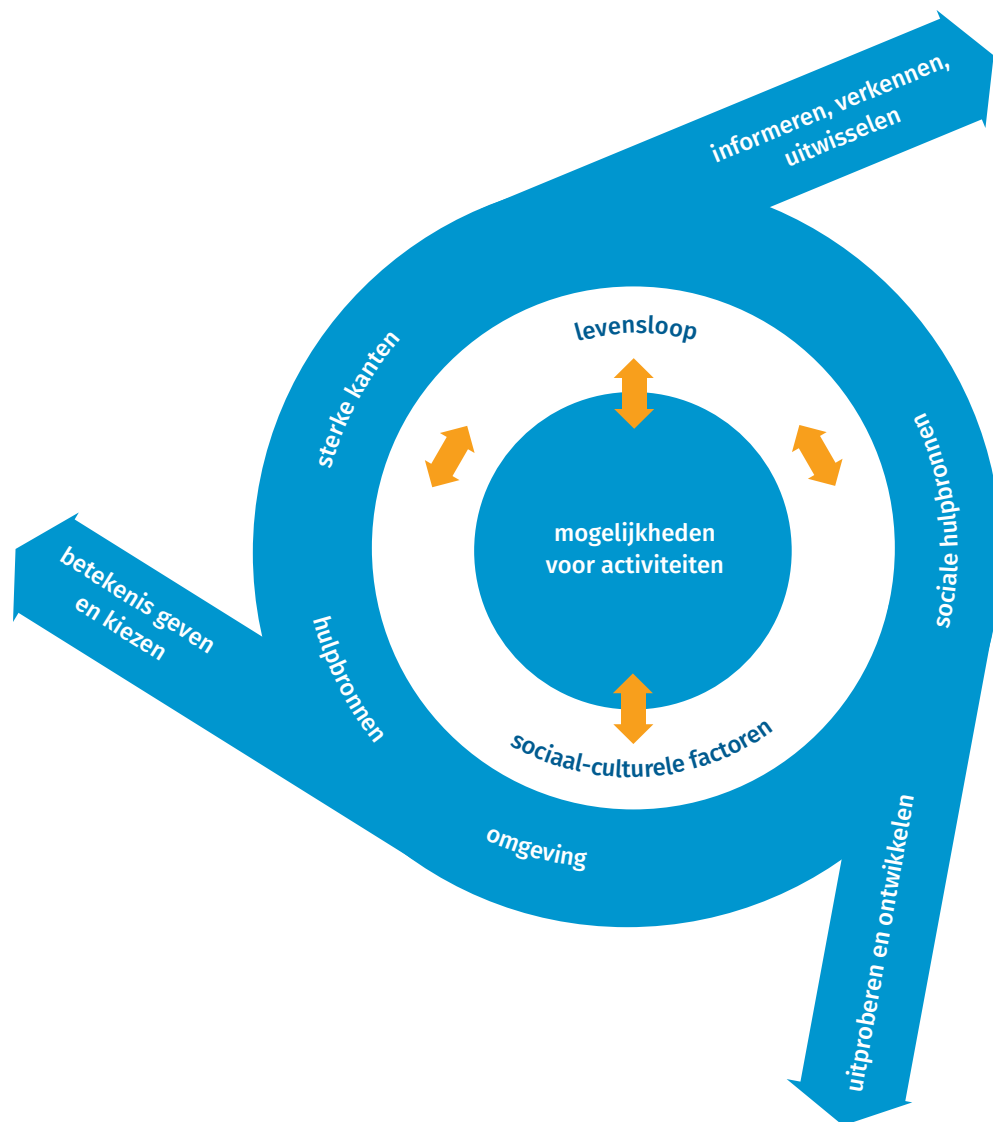 informeren, verkennen,
uitwisselen
levensloop
sterke kanten
sociale hulpbronnen
mogelijkheden
voor activiteiten
betekenis geven
en kiezen
hulpbronnen
sociaal-culturele factoren
omgeving
uitproberen en ontwikkelen